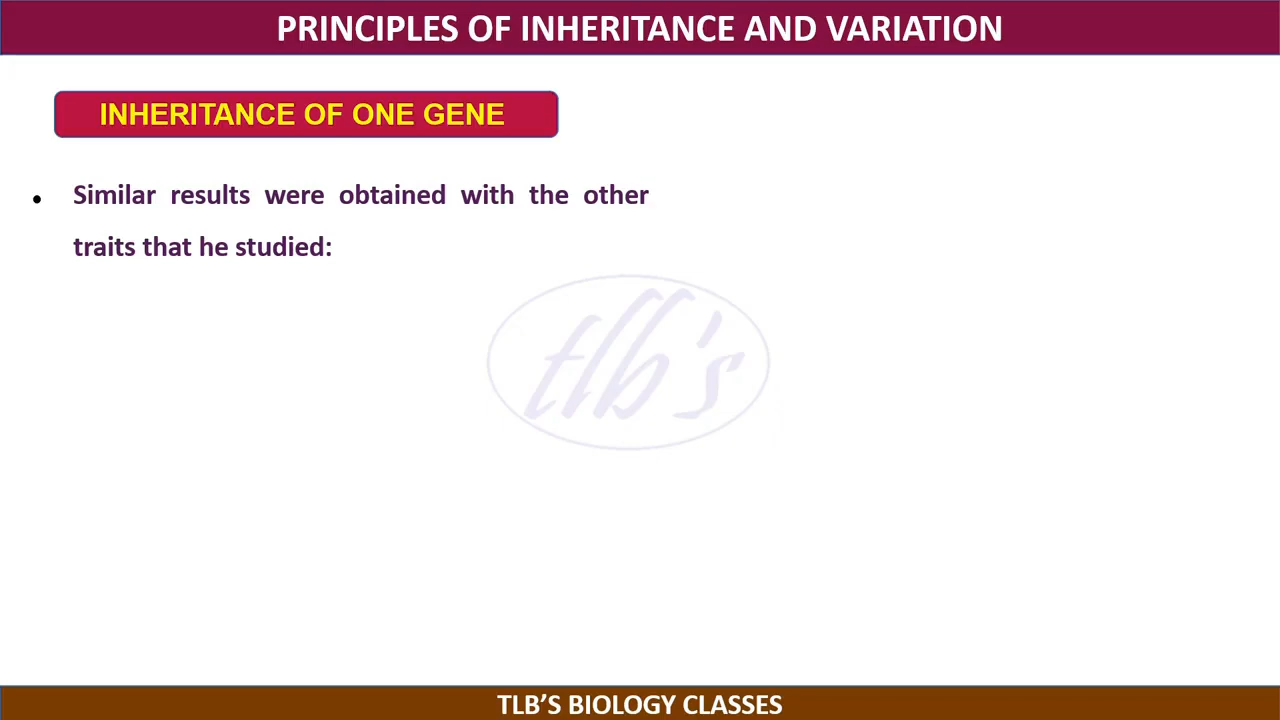 PRINCIPLES OF INHERITANCE AND VARIATION
INHERITANCE OF ONE GENE
• Similar results were obtained with the other
traits that he studied:
tlb's
TLB’S BIOLOGY CLASSES